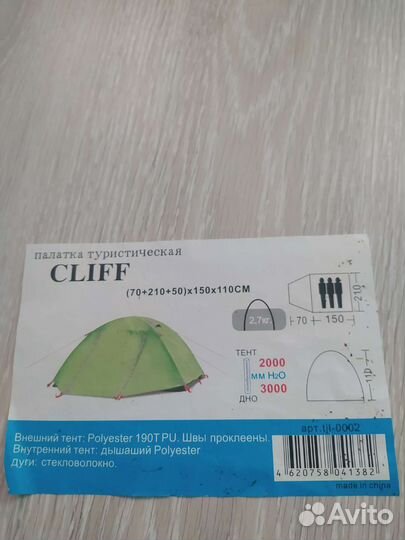 палатка туристическая
CLIFF
(70+210+50)x150x110CM
2,7кг.
210
70
150
ТЕНТ
2000
мм H₂O
3000
ДНО
110
арт.tjt-0002
Внешний тент: Polyester 190T PU. Швы проклеены.
Внутренний тент: дышаший Polyester
Дуги: стекловолокно.
4 620758 041382
made in china
Avito